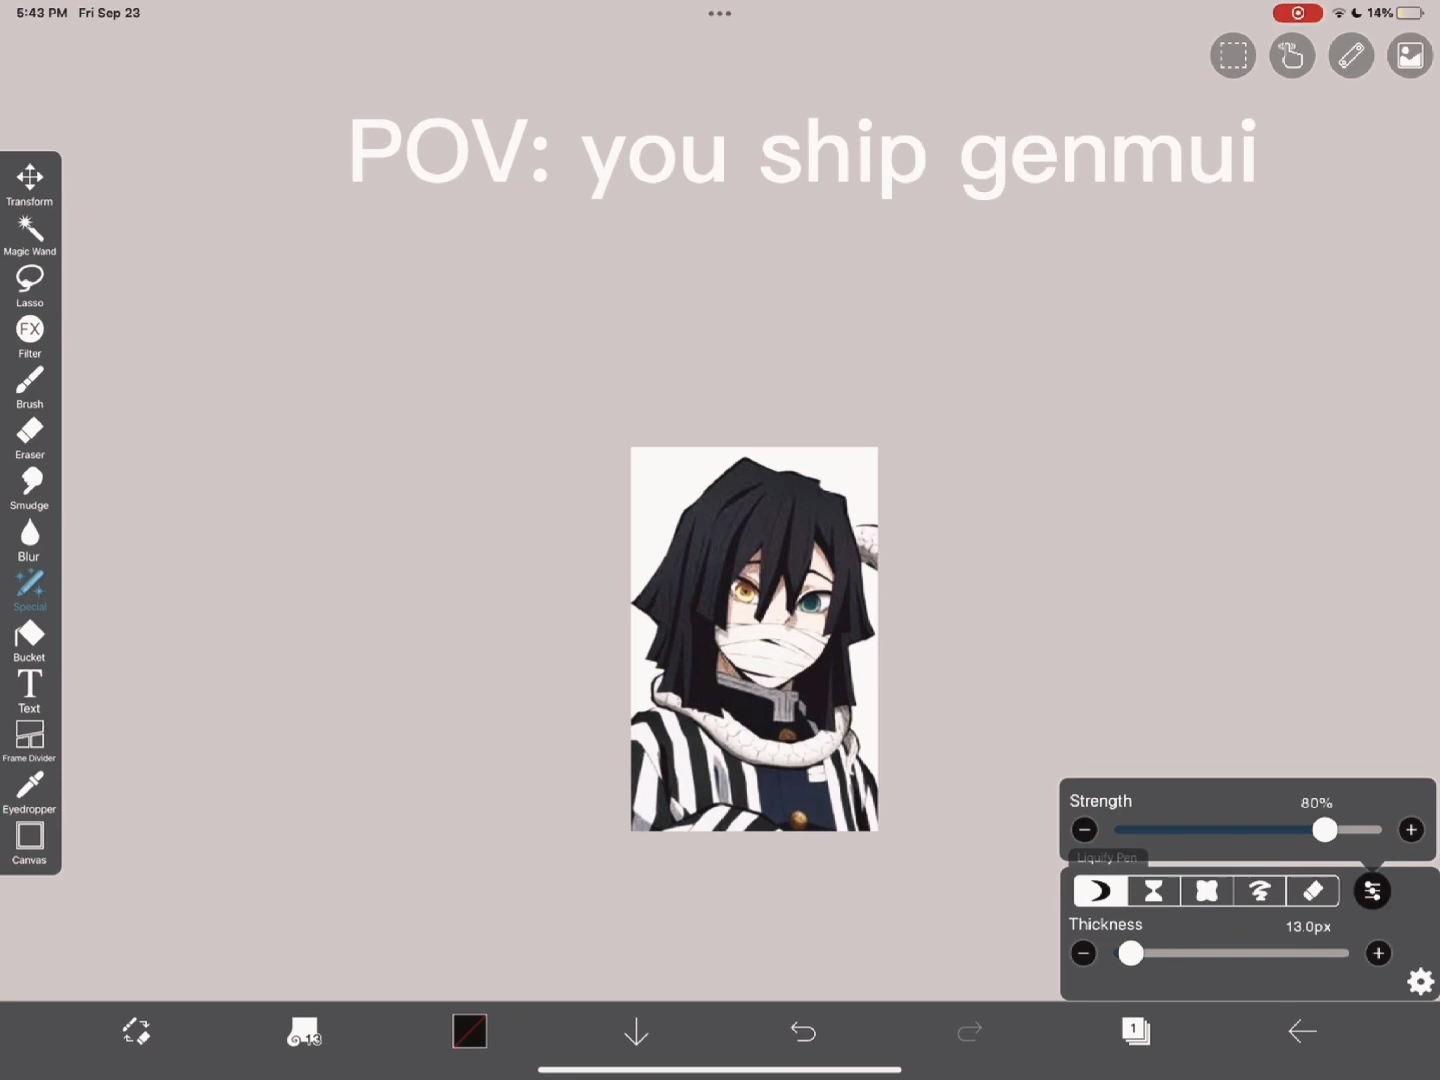 5:43 PM Fri Sep 23
14%
POV: you ship genmui
Transform
Magic Wand
Lasso
FX
Filter
Brush
Eraser
Smudge
Blur
Special
Bucket
T
Text
Frame Divider
Eyedropper
Canvas
Strength 80%
Liquify Pen
Thickness 13.0px
13
1